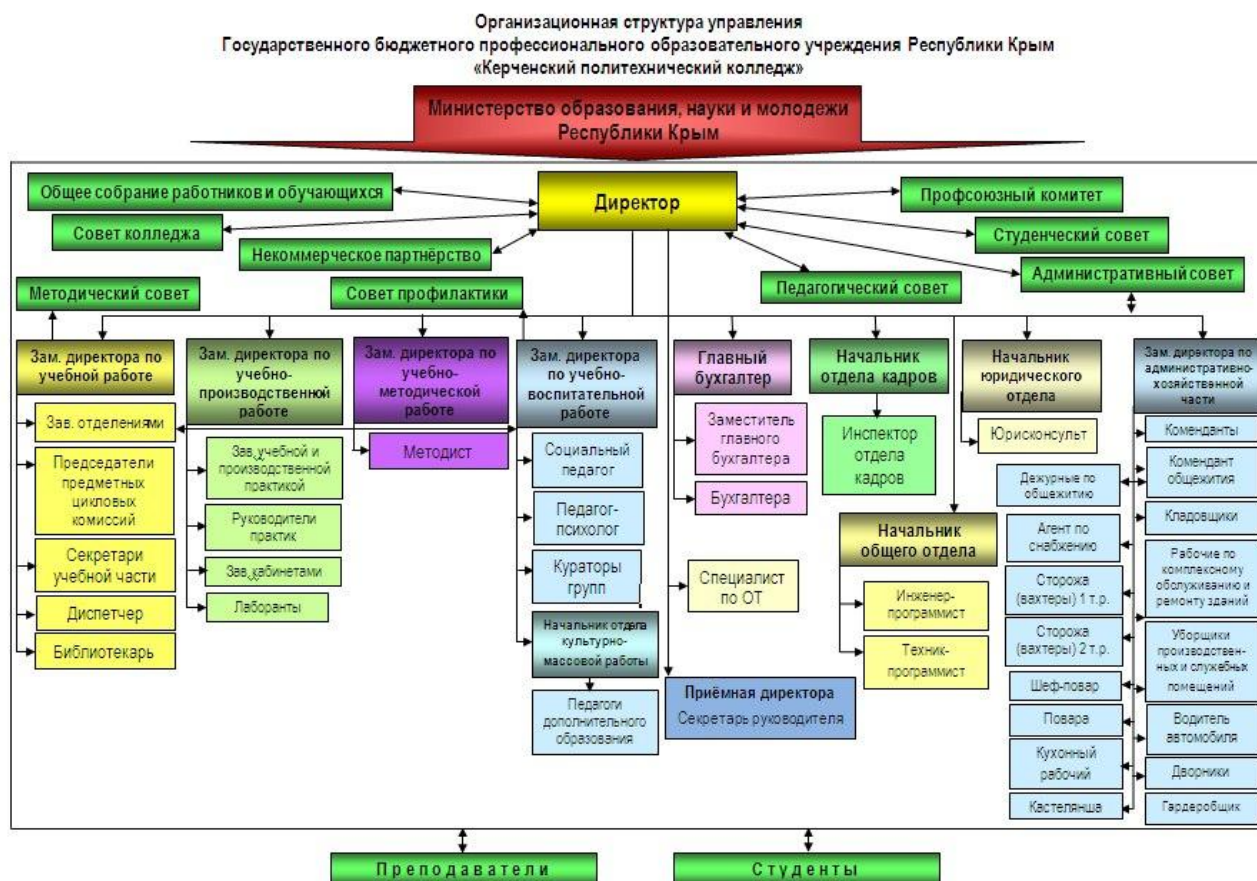 Организационная структура управления
Государственного бюджетного профессионального образовательного учреждения Республики Крым
«Керченский политехнический колледж»
Министерство образования, науки и молодежи
Республики Крым
Общее собрание работников и обучающихся
Директор
Профсоюзный комитет
Совет колледжа
Студенческий совет
Некоммерческое партнёрство
Административный совет
Методический совет
Совет профилактики
Педагогический совет
Зам. директора по
учебной работе
Зав. отделениями
Председатели
предметных
цикловых
комиссий
Секретари
учебной части
Диспетчер
Библиотекарь
Зам. директора по
учебно-
производственной
работе
Зав.учебной и
производственной
практикой
Руководители
практик
Зав.кабинетами
Лаборанты
Зам. директора по
учебно-
методической
работе
Методист
Зам. директора
по учебно-
воспитательной
работе
Социальный
педагог
Педагог-
психолог
Кураторы
групп
Начальник отдела
культурно-
массовой работы
Педагоги
дополнительного
образования
Главный
бухгалтер
Заместитель
главного
бухгалтера
Бухгалтера
Специалист
по ОТ
Приёмная директора
Секретарь руководителя
Начальник
отдела кадров
Инспектор
отдела
кадров
Начальник
общего отдела
Инженер-
программист
Техник-
программист
Начальник
юридического
отдела
Юрисконсульт
Зам. директора по
административно-
хозяйственной
части
Коменданты
Комендант
общежития
Кладовщики
Рабочие по
комплексному
обслуживанию и
ремонту зданий
Уборщики
производствен-
ных и служебных
помещений
Водитель
автомобиля
Дворники
Гардеробщик
Дежурные по
общежитию
Агент по
снабжению
Сторожа
(вахтеры) 1 т.р.
Сторожа
(вахтеры) 2 т.р.
Шеф-повар
Повара
Кухонный
рабочий
Кастелянша
Преподаватели
Студенты